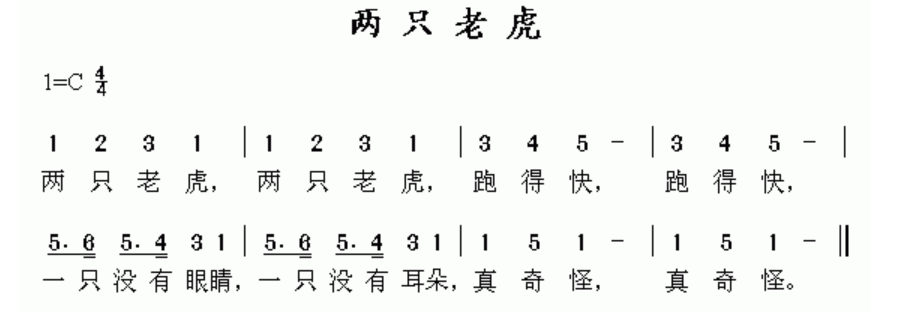 两只老虎
1=C 4/4
1 2 3 1 | 1 2 3 1 | 3 4 5 - | 3 4 5 - |
两只老虎, 两只老虎, 跑得快, 跑得快,
5. 6 5. 4 3 1 | 5. 6 5. 4 3 1 | 1 5 1 - | 1 5 1 - ||
一只没有眼睛, 一只没有耳朵, 真奇怪, 真奇怪。